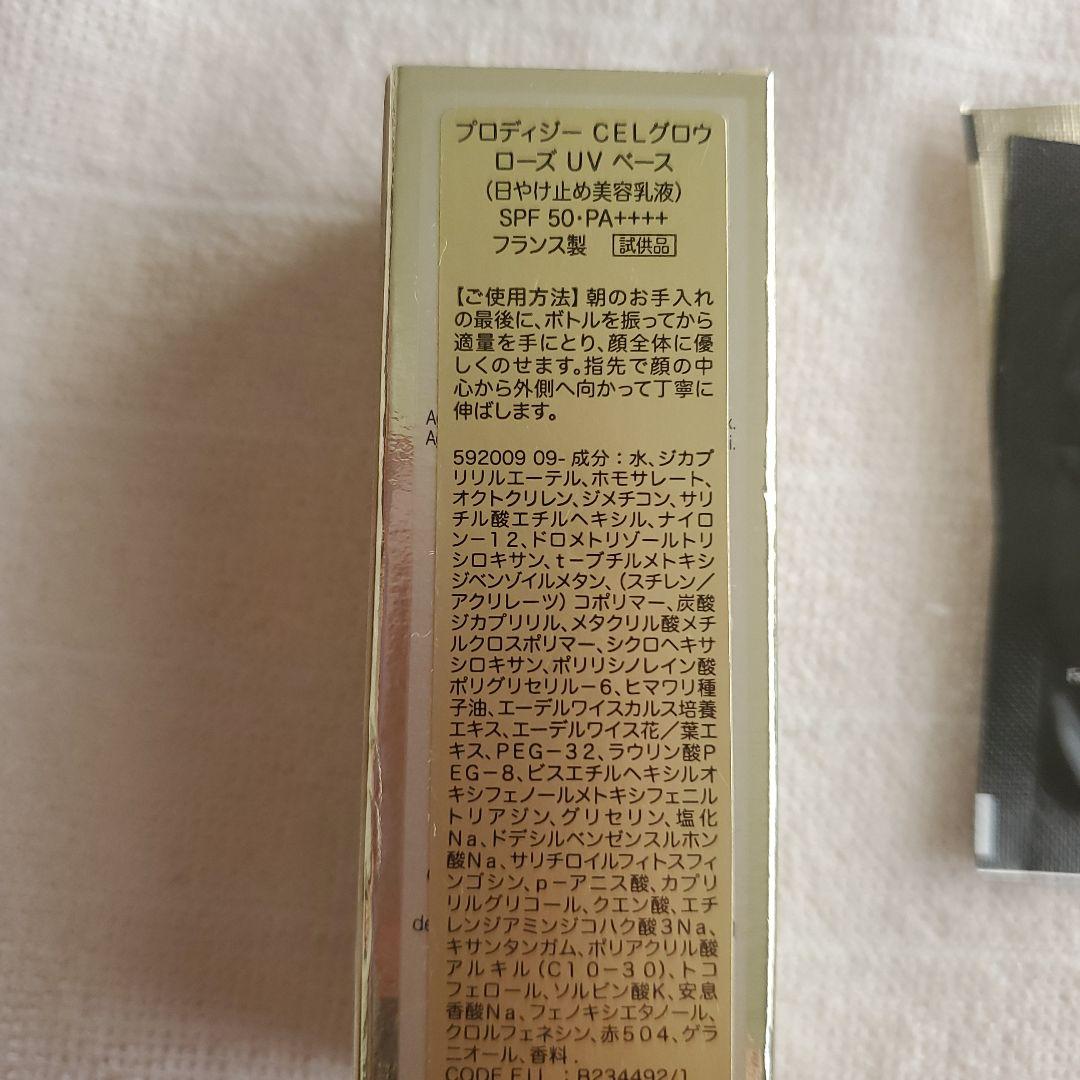 プロディジー CELグロウ
ローズ UV ベース
(日やけ止め美容乳液)
SPF 50・PA++++
フランス製 試供品
【ご使用方法】朝のお手入れ
の最後に、ボトルを振ってから
適量を手にとり、顔全体に優
しくのせます。指先で顔の中
心から外側へ向かって丁寧に
伸ばします。
592009 09- 成分：水、ジカプ
リリルエーテル、ホモサレート、
オクトクリレン、ジメチコン、サリ
チル酸エチルヘキシル、ナイロ
ン－12、ドロメトリゾールトリ
シロキサン、t－ブチルメトキシ
ジベンゾイルメタン、(スチレン／
アクリレーツ) コポリマー、炭酸
ジカプリリル、メタクリル酸メチ
ルクロスポリマー、シクロヘキサ
シロキサン、ポリリシノレイン酸
ポリグリセリル－6、ヒマワリ種
子油、エーデルワイスカルス培養
エキス、エーデルワイス花／葉エ
キス、PEG－32、ラウリン酸P
EG－8、ビスエチルヘキシルオ
キシフェノールメトキシフェニル
トリアジン、グリセリン、塩化
Na、ドデシルベンゼンスルホン
酸Na、サリチロイルフィトスフィ
ンゴシン、p－アニス酸、カプリ
リルグリコール、クエン酸、エチ
レンジアミンジコハク酸3Na、
キサンタンガム、ポリアクリル酸
アルキル (C10－30)、トコ
フェロール、ソルビン酸K、安息
香酸Na、フェノキシエタノール、
クロルフェネシン、赤504、ゲラ
ニオール、香料 .
CODE F.I.L. : B234492/1